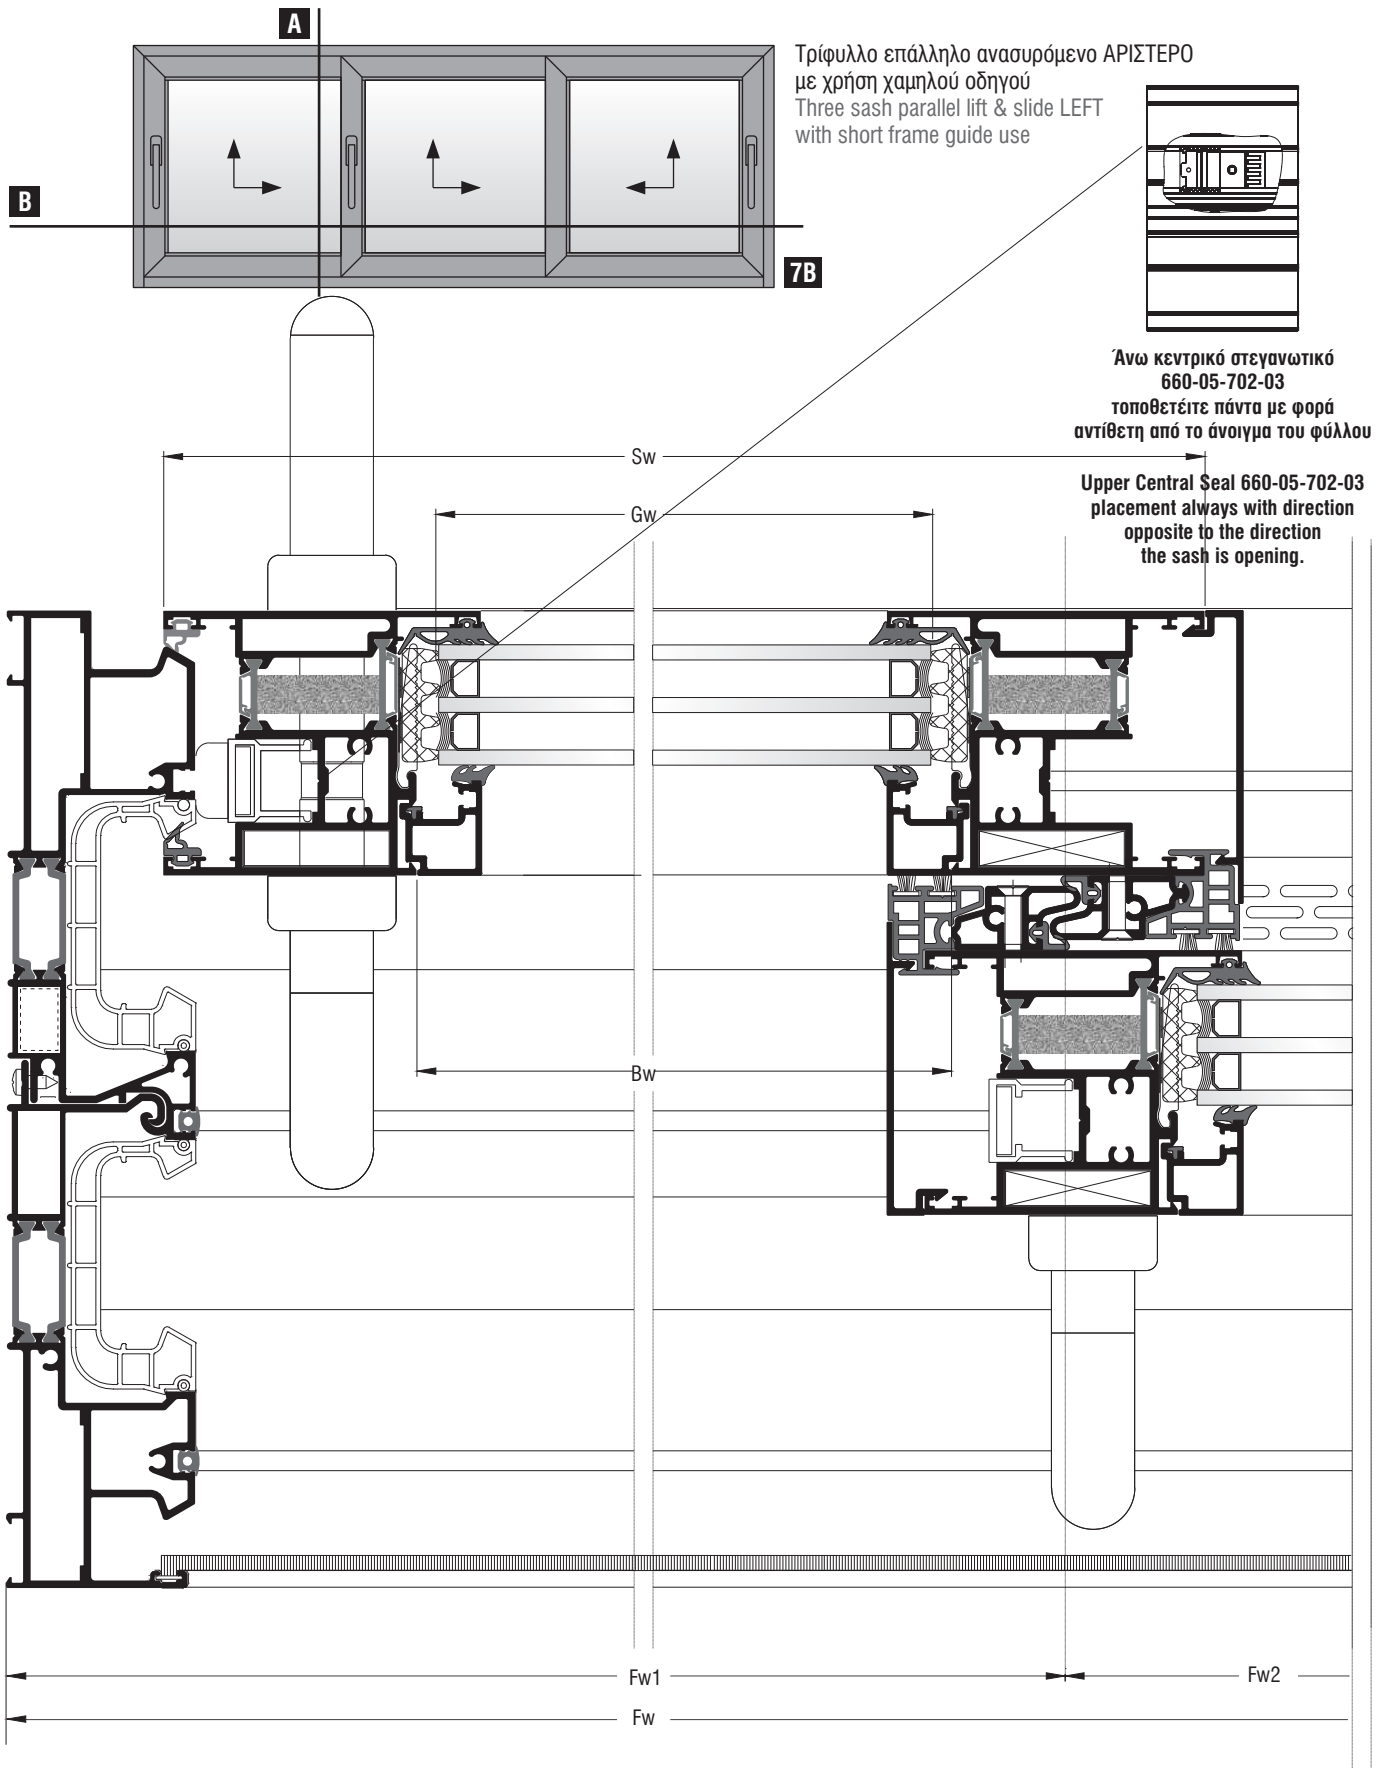 A
Τρίφυλλο επάλληλο ανασυρόμενο ΑΡΙΣΤΕΡΟ
με χρήση χαμηλού οδηγού
Three sash parallel lift & slide LEFT
with short frame guide use
B
7B
Άνω κεντρικό στεγανωτικό
660-05-702-03
τοποθετέιτε πάντα με φορά
αντίθετη από το άνοιγμα του φύλλου
Upper Central Seal 660-05-702-03
placement always with direction
opposite to the direction
the sash is opening.
Sw
Gw
Bw
Fw1
Fw2
Fw